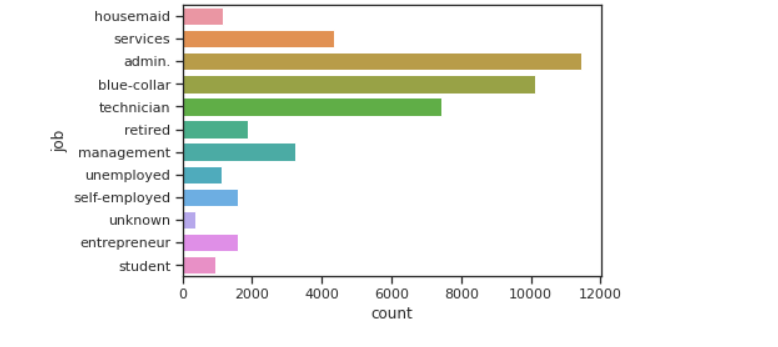 housemaid
services
admin.
blue-collar
technician
retired
management
unemployed
self-employed
unknown
entrepreneur
student
job
0 2000 4000 6000 8000 10000 12000
count